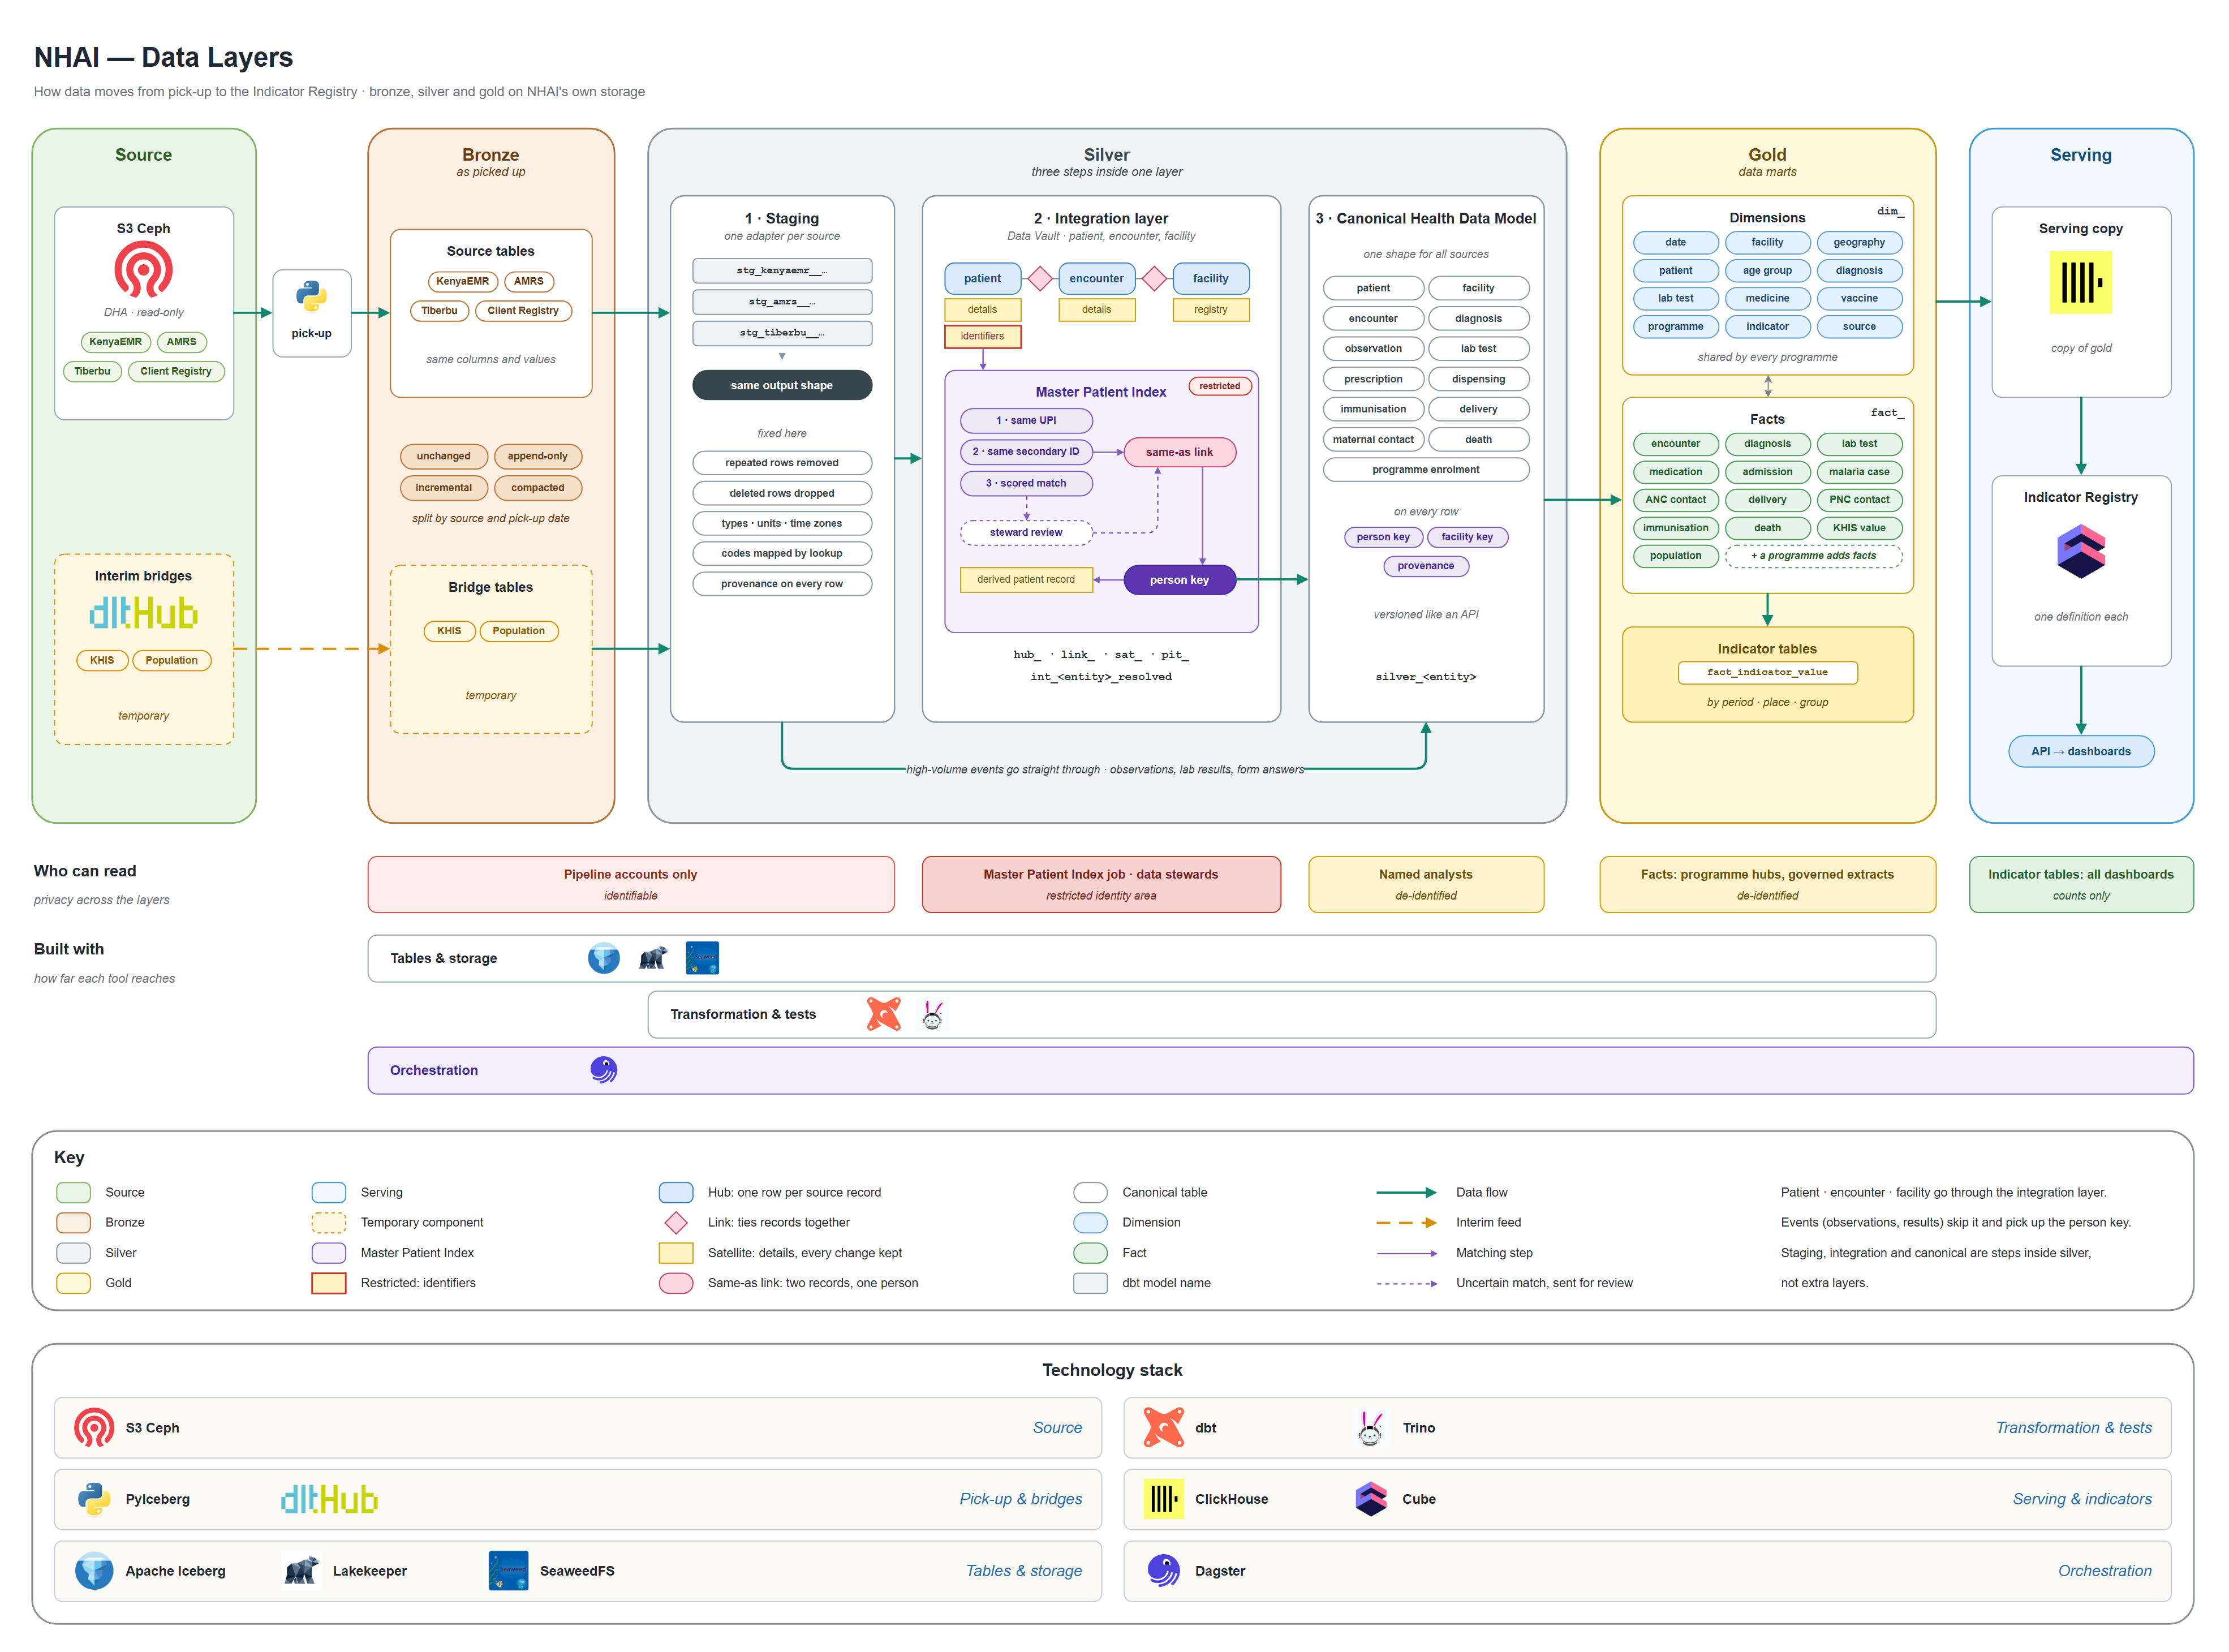 NHAI — Data Layers
How data moves from pick-up to the Indicator Registry · bronze, silver and gold on NHAI's own storage
Source
S3 Ceph
DHA · read-only
KenyaEMR
AMRS
Tiberbu
Client Registry
Interim bridges
dltHub
KHIS
Population
temporary
pick-up
Bronze
as picked up
Source tables
KenyaEMR
AMRS
Tiberbu
Client Registry
same columns and values
unchanged
append-only
incremental
compacted
split by source and pick-up date
Bridge tables
KHIS
Population
temporary
Silver
three steps inside one layer
1 · Staging
one adapter per source
stg_kenyaemr__…
stg_amrs__…
stg_tiberbu__…
same output shape
fixed here
repeated rows removed
deleted rows dropped
types · units · time zones
codes mapped by lookup
provenance on every row
2 · Integration layer
Data Vault · patient, encounter, facility
patient
encounter
facility
details
details
registry
identifiers
Master Patient Index
restricted
1 · same UPI
2 · same secondary ID
same-as link
3 · scored match
steward review
derived patient record
person key
hub_ · link_ · sat_ · pit_
int_<entity>_resolved
3 · Canonical Health Data Model
one shape for all sources
patient
facility
encounter
diagnosis
observation
lab test
prescription
dispensing
immunisation
delivery
maternal contact
death
programme enrolment
on every row
person key
facility key
provenance
versioned like an API
silver_<entity>
high-volume events go straight through · observations, lab results, form answers
Gold
data marts
Dimensions
dim_
date
facility
geography
patient
age group
diagnosis
lab test
medicine
vaccine
programme
indicator
source
shared by every programme
Facts
fact_
encounter
diagnosis
lab test
medication
admission
malaria case
ANC contact
delivery
PNC contact
immunisation
death
KHIS value
population
+ a programme adds facts
Indicator tables
fact_indicator_value
by period · place · group
Serving
Serving copy
copy of gold
Indicator Registry
one definition each
API → dashboards
Who can read
privacy across the layers
Pipeline accounts only
identifiable
Master Patient Index job · data stewards
restricted identity area
Named analysts
de-identified
Facts: programme hubs, governed extracts
de-identified
Indicator tables: all dashboards
counts only
Built with
how far each tool reaches
Tables & storage
Transformation & tests
Orchestration
Key
Source
Serving
Hub: one row per source record
Canonical table
Data flow
Patient · encounter · facility go through the integration layer.
Bronze
Temporary component
Link: ties records together
Dimension
Interim feed
Events (observations, results) skip it and pick up the person key.
Silver
Master Patient Index
Satellite: details, every change kept
Fact
Matching step
Staging, integration and canonical are steps inside silver,
Gold
Restricted: identifiers
Same-as link: two records, one person
dbt model name
Uncertain match, sent for review
not extra layers.
Technology stack
S3 Ceph
Source
dbt
Trino
Transformation & tests
PyIceberg
dltHub
Pick-up & bridges
ClickHouse
Cube
Serving & indicators
Apache Iceberg
Lakekeeper
SeaweedFS
Tables & storage
Dagster
Orchestration